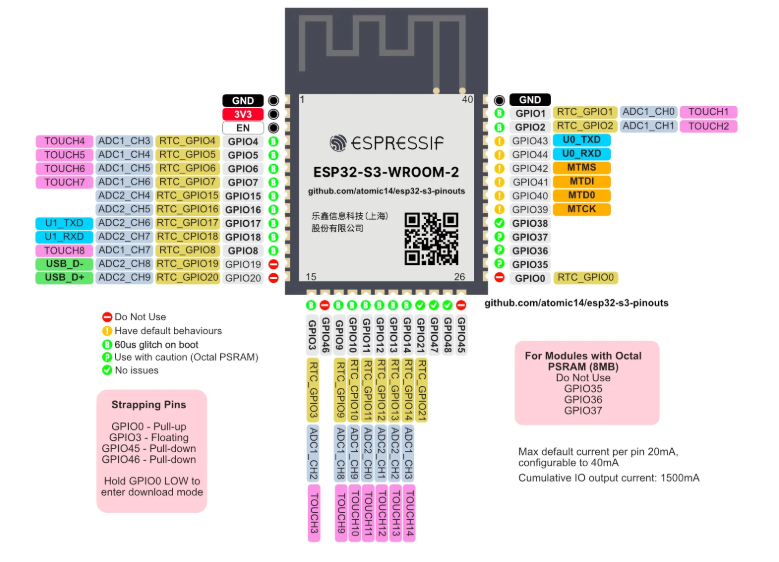 1
40
GND
3V3
EN
TOUCH4 ADC1_CH3 RTC_GPIO4 GPIO4
TOUCH5 ADC1_CH4 RTC_GPIO5 GPIO5
TOUCH6 ADC1_CH5 RTC_GPIO6 GPIO6
TOUCH7 ADC1_CH6 RTC_GPIO7 GPIO7
ADC2_CH4 RTC_GPIO15 GPIO15
ADC2_CH5 RTC_GPIO16 GPIO16
U1_TXD ADC2_CH6 RTC_GPIO17 GPIO17
U1_RXD ADC2_CH7 RTC_GPIO18 GPIO18
TOUCH8 ADC1_CH7 RTC_GPIO8 GPIO8
USB_D- ADC2_CH8 RTC_GPIO19 GPIO19
USB_D+ ADC2_CH9 RTC_GPIO20 GPIO20
ESPRESSIF
ESP32-S3-WROOM-2
github.com/atomic14/esp32-s3-pinouts
乐鑫信息科技(上海)
股份有限公司
15
26
GND
GPIO1 RTC_GPIO1 ADC1_CH0 TOUCH1
GPIO2 RTC_GPIO2 ADC1_CH1 TOUCH2
GPIO43 U0_TXD
GPIO44 U0_RXD
GPIO42 MTMS
GPIO41 MTDI
GPIO40 MTD0
GPIO39 MTCK
GPIO38
GPIO37
GPIO36
GPIO35
GPIO0 RTC_GPIO0
github.com/atomic14/esp32-s3-pinouts
GPIO3 RTC_GPIO3 ADC1_CH2 TOUCH3
GPIO46
GPIO9 RTC_GPIO9 ADC1_CH8 TOUCH9
GPIO10 RTC_CPIO10 ADC1_CH9 TOUCH10
GPIO11 RTC_GPIO11 ADC2_CH0 TOUCH11
GPIO12 RTC_GPIO12 ADC2_CH1 TOUCH12
GPIO13 RTC_GPIO13 ADC2_CH2 TOUCH13
GPIO14 RTC_GPIO14 ADC1_CH3 TOUCH14
GPIO21 RTC_GPIO21
GPIO47
GPIO48
GPIO45
Do Not Use
! Have default behaviours
B 60us glitch on boot
P Use with caution (Octal PSRAM)
No issues
Strapping Pins
GPIO0 - Pull-up
GPIO3 - Floating
GPIO45 - Pull-down
GPIO46 - Pull-down
Hold GPIO0 LOW to
enter download mode
For Modules with Octal
PSRAM (8MB)
Do Not Use
GPIO35
GPIO36
GPIO37
Max default current per pin 20mA,
configurable to 40mA
Cumulative IO output current: 1500mA